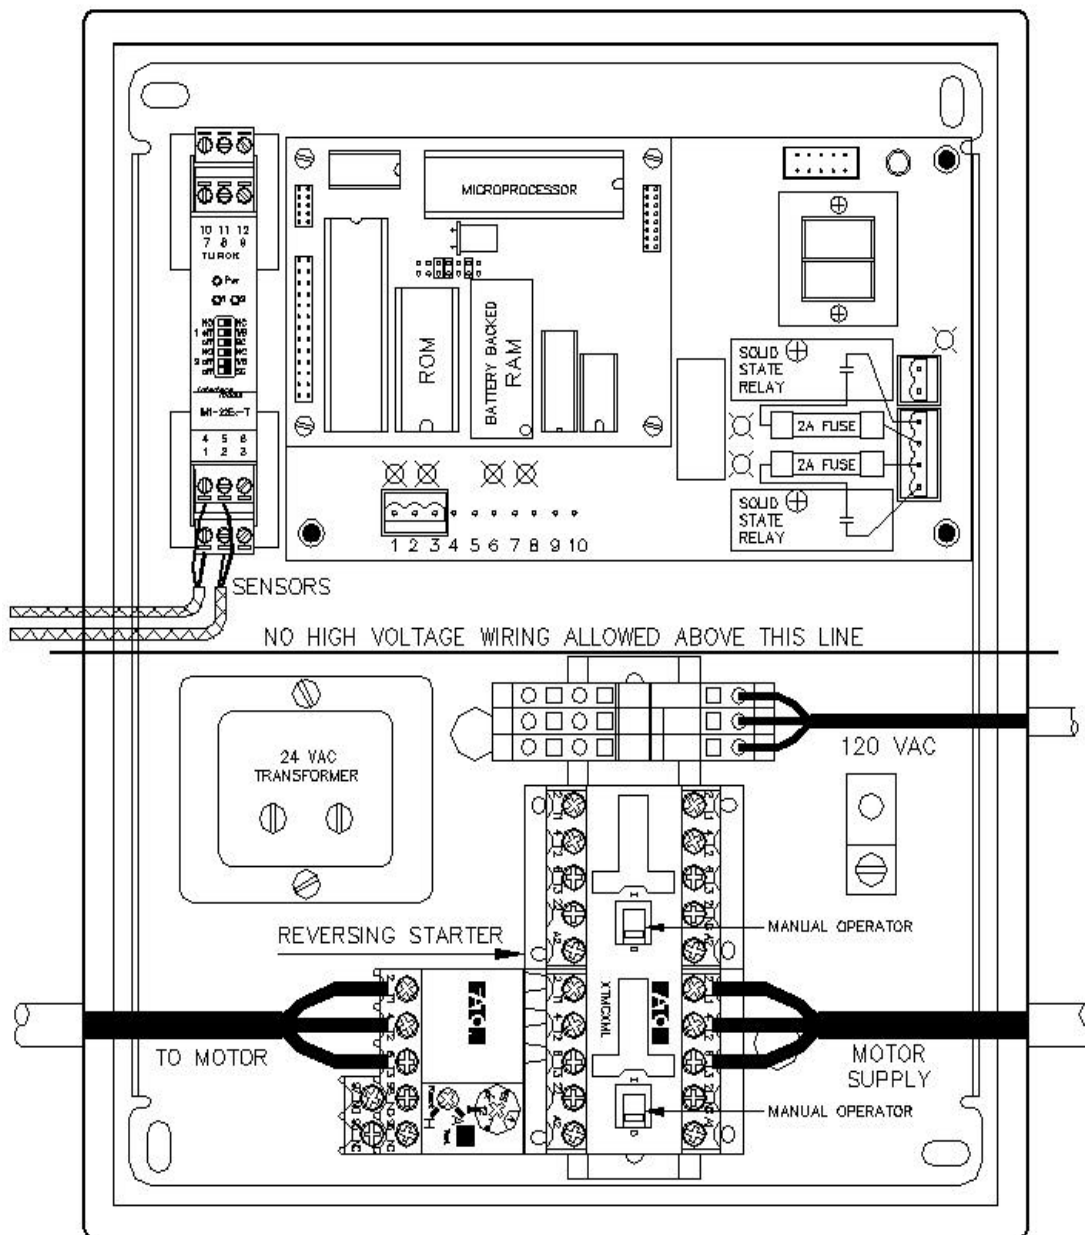 MICROPROCESSOR
10 11 12
7 8 9
TURCK
Pwr
ROM
BATTERY BACKED
RAM
SOLID
STATE
RELAY
2A FUSE
2A FUSE
SOLID
STATE
RELAY
4 5 6
1 2 3
1 2 3 4 5 6 7 8 9 10
SENSORS
NO HIGH VOLTAGE WIRING ALLOWED ABOVE THIS LINE
24 VAC
TRANSFORMER
120 VAC
REVERSING STARTER
MANUAL OPERATOR
EATON
XTMCXML
EATON
TO MOTOR
MOTOR
SUPPLY
MANUAL OPERATOR